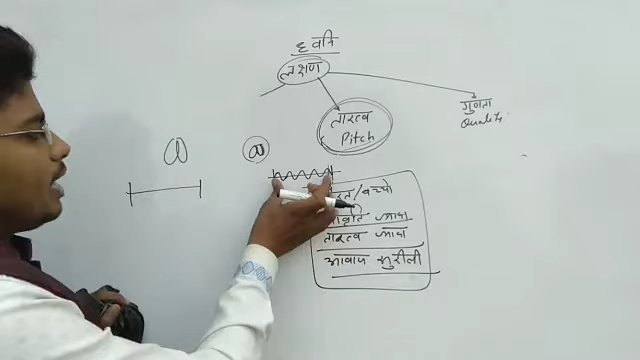 ध्वनि
लक्षण
तारत्व
Pitch
गुणता
Quality
a
a
/बच्चो
ज्यादा
तारत्व ज्यादा
आवाज सुरीली